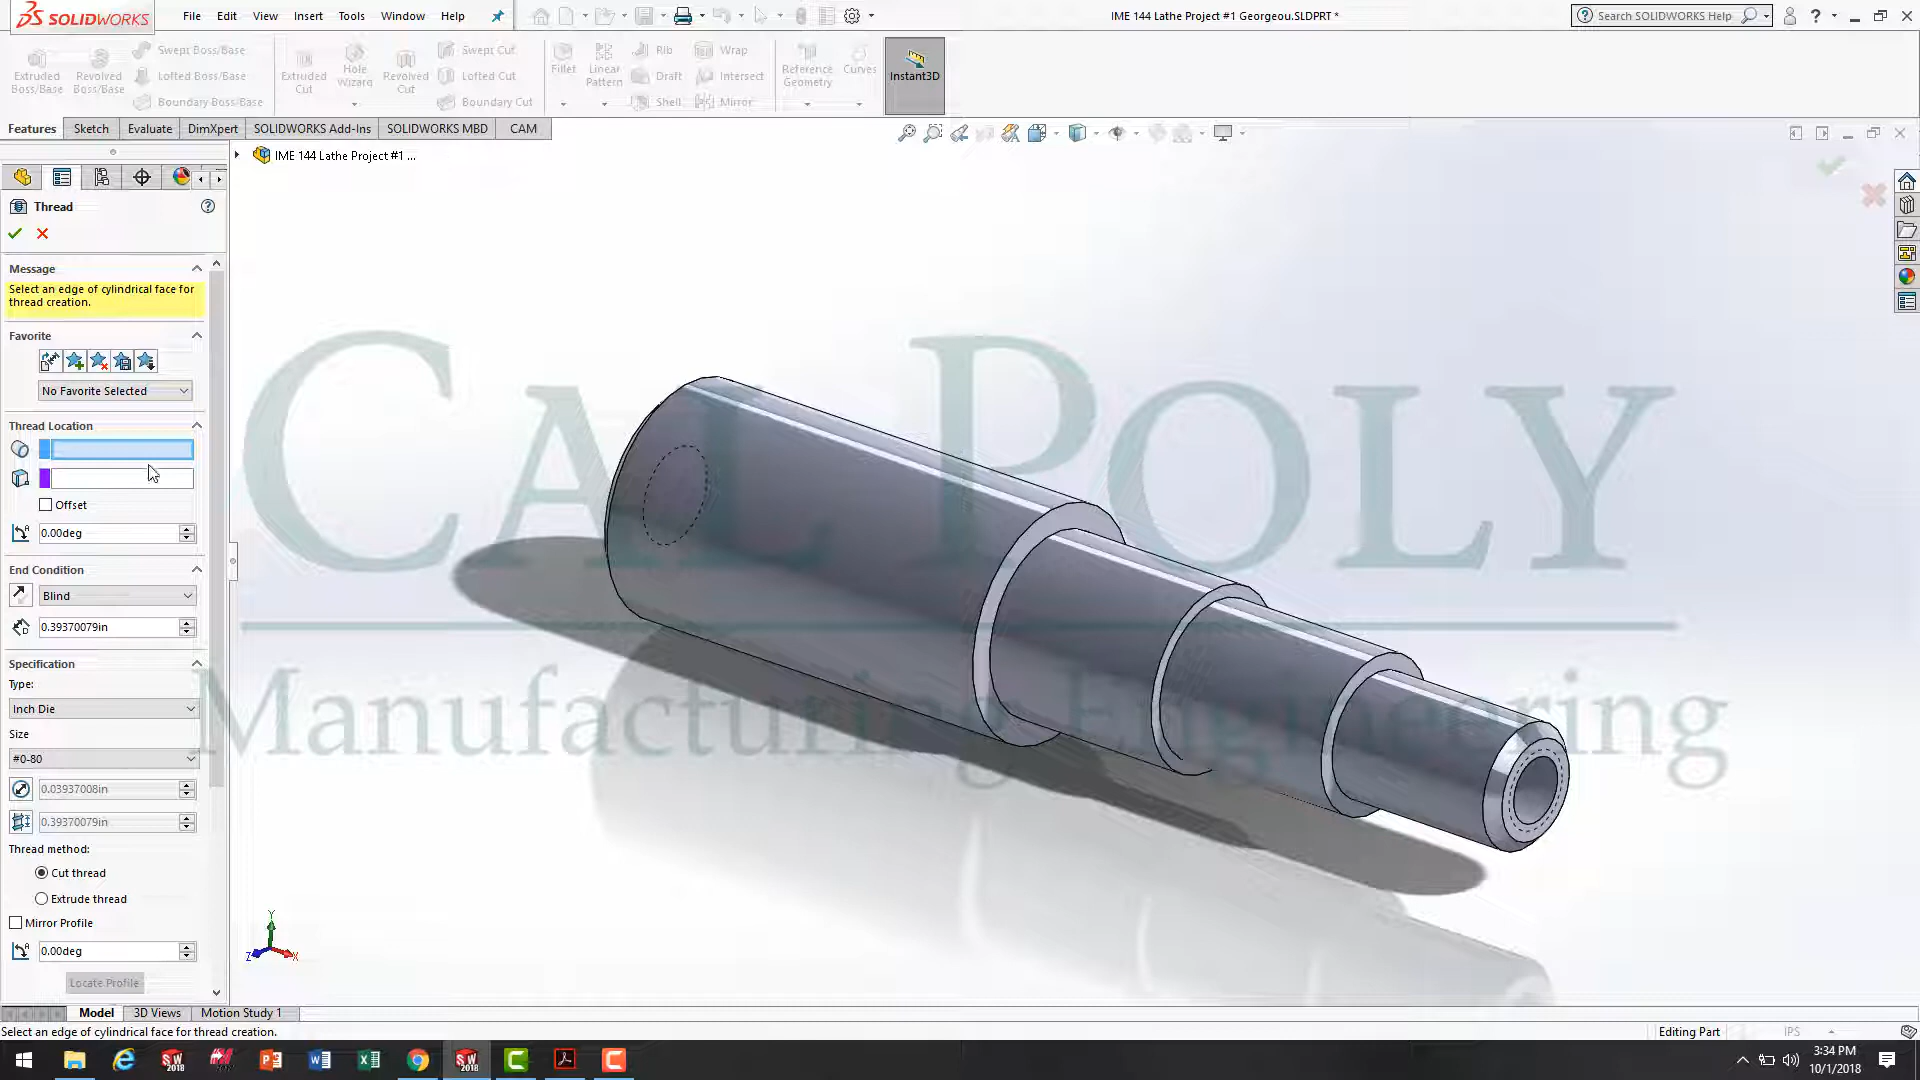 SOLIDWORKS
File Edit View Insert Tools Window Help
IME 144 Lathe Project #1 Georgeou.SLDPRT *
Search SOLIDWORKS Help
Extruded Boss/Base
Revolved Boss/Base
Swept Boss/Base
Lofted Boss/Base
Boundary Boss/Base
Extruded Cut
Hole Wizard
Revolved Cut
Swept Cut
Lofted Cut
Boundary Cut
Fillet
Linear Pattern
Rib
Draft
Shell
Wrap
Intersect
Mirror
Reference Geometry
Curves
Instant3D
Features Sketch Evaluate DimXpert SOLIDWORKS Add-Ins SOLIDWORKS MBD CAM
IME 144 Lathe Project #1 ...
Thread
Message
Select an edge of cylindrical face for
thread creation.
Favorite
No Favorite Selected
Thread Location
Offset
0.00deg
End Condition
Blind
0.39370079in
Specification
Type:
Inch Die
Size
#0-80
0.03937008in
0.39370079in
Thread method:
Cut thread
Extrude thread
Mirror Profile
0.00deg
Locate Profile
CAL POLY
Manufacturing Engineering
Y
Z
X
Model 3D Views Motion Study 1
Select an edge of cylindrical face for thread creation.
Editing Part
IPS
3:34 PM
10/1/2018